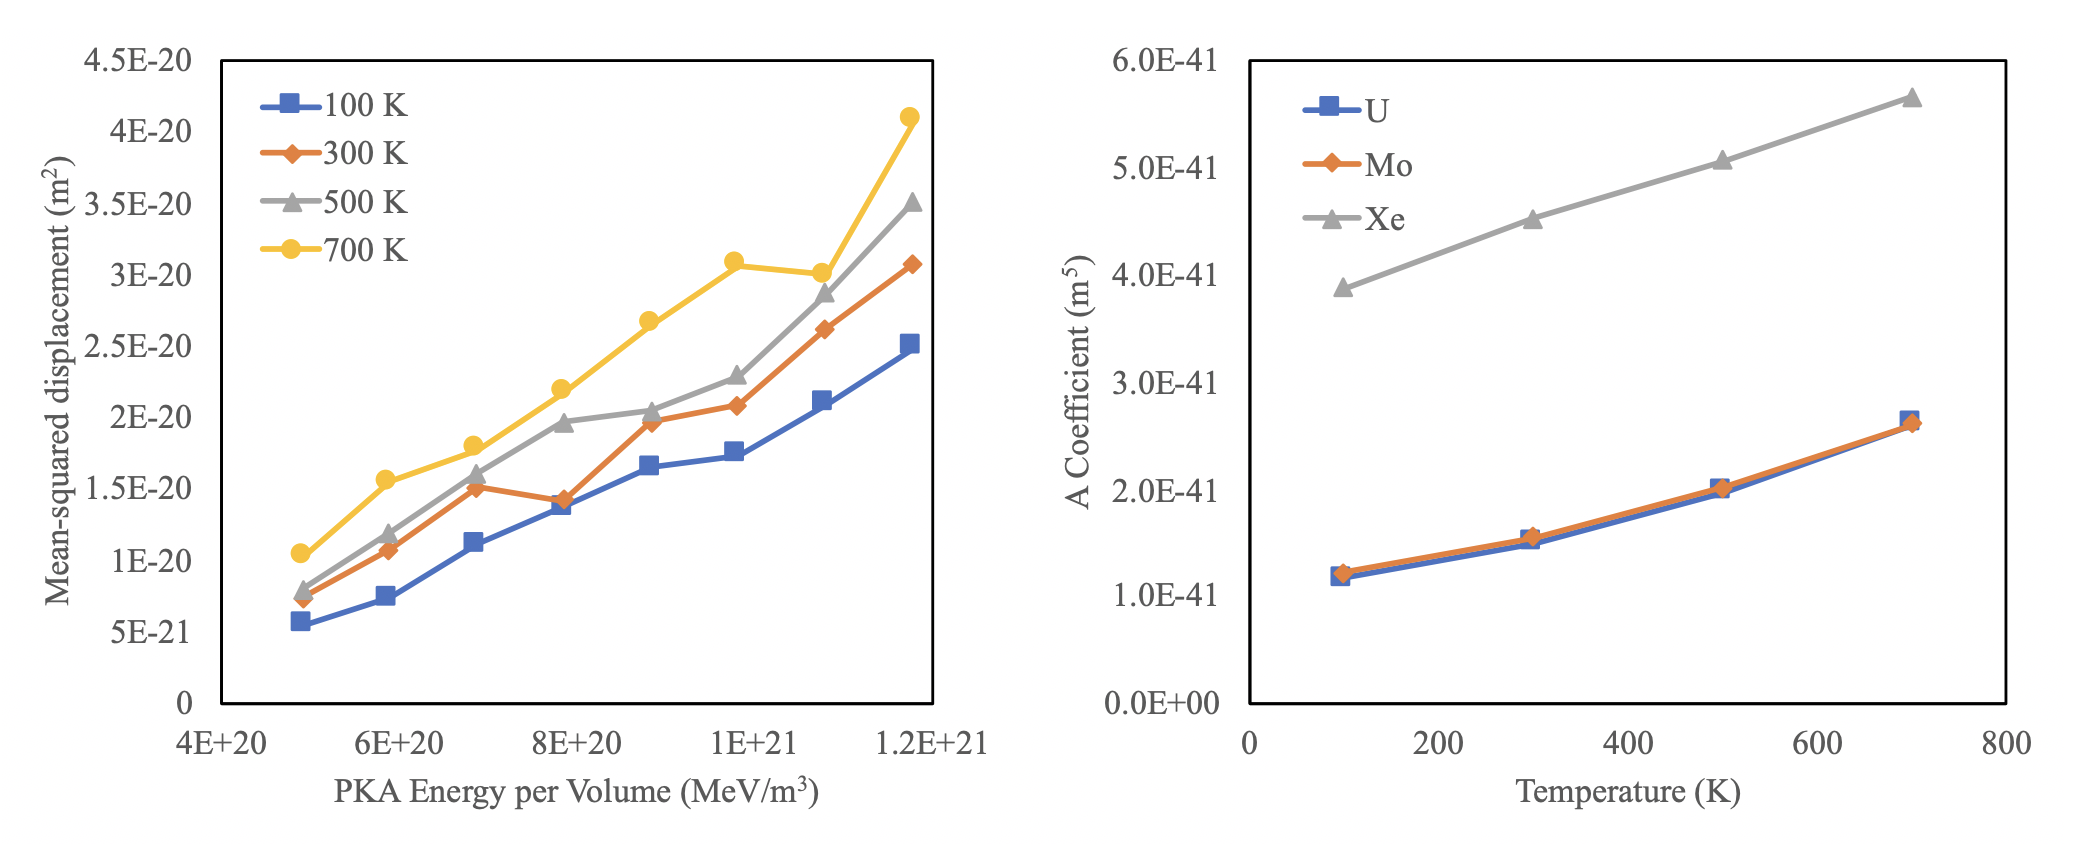 4.5E-20
4E-20
3.5E-20
3E-20
2.5E-20
2E-20
1.5E-20
1E-20
5E-21
0
Mean-squared displacement (m²)
100 K
300 K
500 K
700 K
4E+20 6E+20 8E+20 1E+21 1.2E+21
PKA Energy per Volume (MeV/m³)
6.0E-41
5.0E-41
4.0E-41
3.0E-41
2.0E-41
1.0E-41
0.0E+00
A Coefficient (m⁵)
U
Mo
Xe
0 200 400 600 800
Temperature (K)